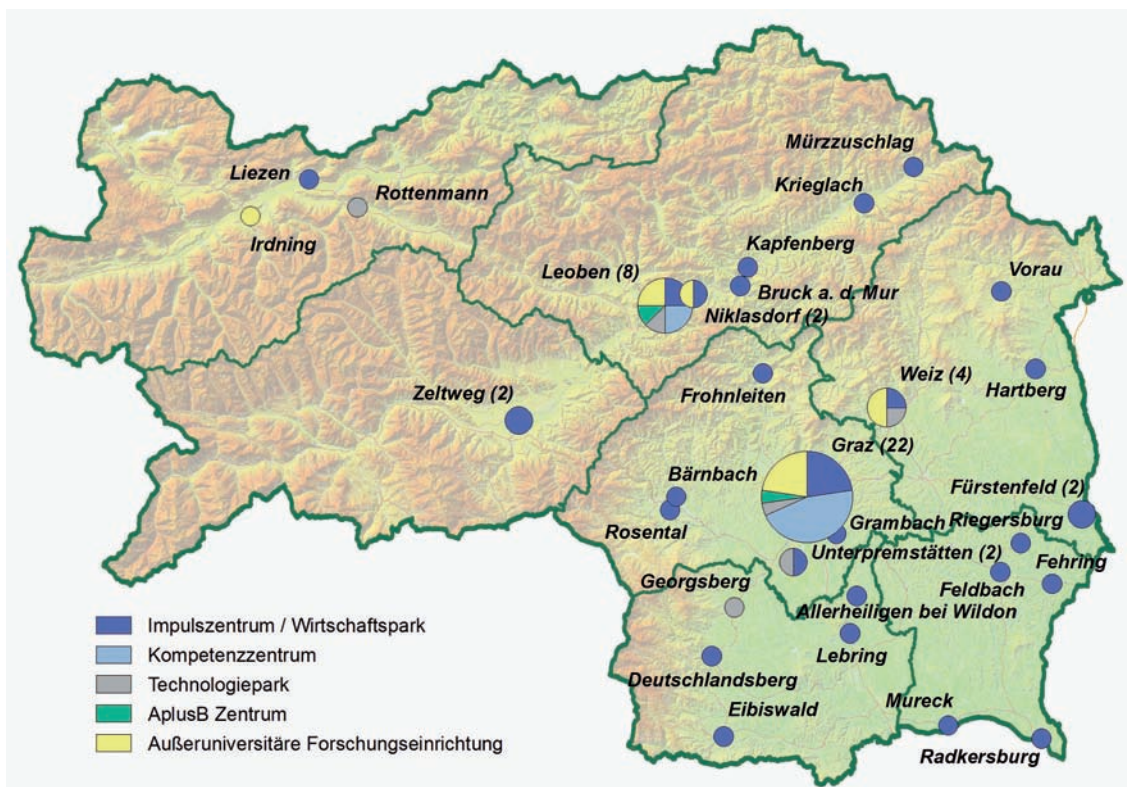 Mürzzuschlag
Liezen
Rottenmann
Krieglach
Irdning
Kapfenberg
Leoben (8)
Vorau
Bruck a. d. Mur
Niklasdorf (2)
Weiz (4)
Hartberg
Frohnleiten
Zeltweg (2)
Graz (22)
Bärnbach
Fürstenfeld (2)
Rosental
Grambach
Riegersburg
Unterpremstätten (2)
Fehring
Georgsberg
Feldbach
Allerheiligen bei Wildon
Lebring
Deutschlandsberg
Mureck
Eibiswald
Radkersburg
Impulszentrum / Wirtschaftspark
Kompetenzzentrum
Technologiepark
AplusB Zentrum
Außeruniversitäre Forschungseinrichtung